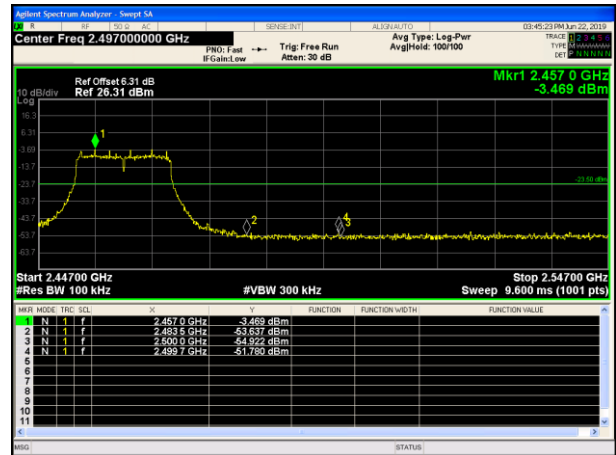 Agilent Spectrum Analyzer - Swept SA
R RF 50 Ω AC SENSE:INT ALIGN AUTO 03:45:23 PM Jun 22, 2019
Center Freq 2.497000000 GHz
PNO: Fast Trig: Free Run Avg Type: Log-Pwr TRACE 1 2 3 4 5 6
IFGain:Low Atten: 30 dB Avg|Hold: 100/100 TYPE M
DET P N N N N N
Mkr1 2.457 0 GHz
-3.469 dBm
Ref Offset 6.31 dB
10 dB/div Ref 26.31 dBm
Log
16.3
6.31
-3.69
-13.7
-23.7
-33.7
-43.7
-53.7
-63.7
1
2
3
4
Start 2.44700 GHz Stop 2.54700 GHz
#Res BW 100 kHz #VBW 300 kHz Sweep 9.600 ms (1001 pts)
MKR MODE TRC SCL X Y FUNCTION FUNCTION WIDTH FUNCTION VALUE
1 N 1 f 2.457 0 GHz -3.469 dBm
2 N 1 f 2.483 5 GHz -53.637 dBm
3 N 1 f 2.500 0 GHz -54.922 dBm
4 N 1 f 2.499 7 GHz -51.780 dBm
5
6
7
8
9
10
11
MSG STATUS